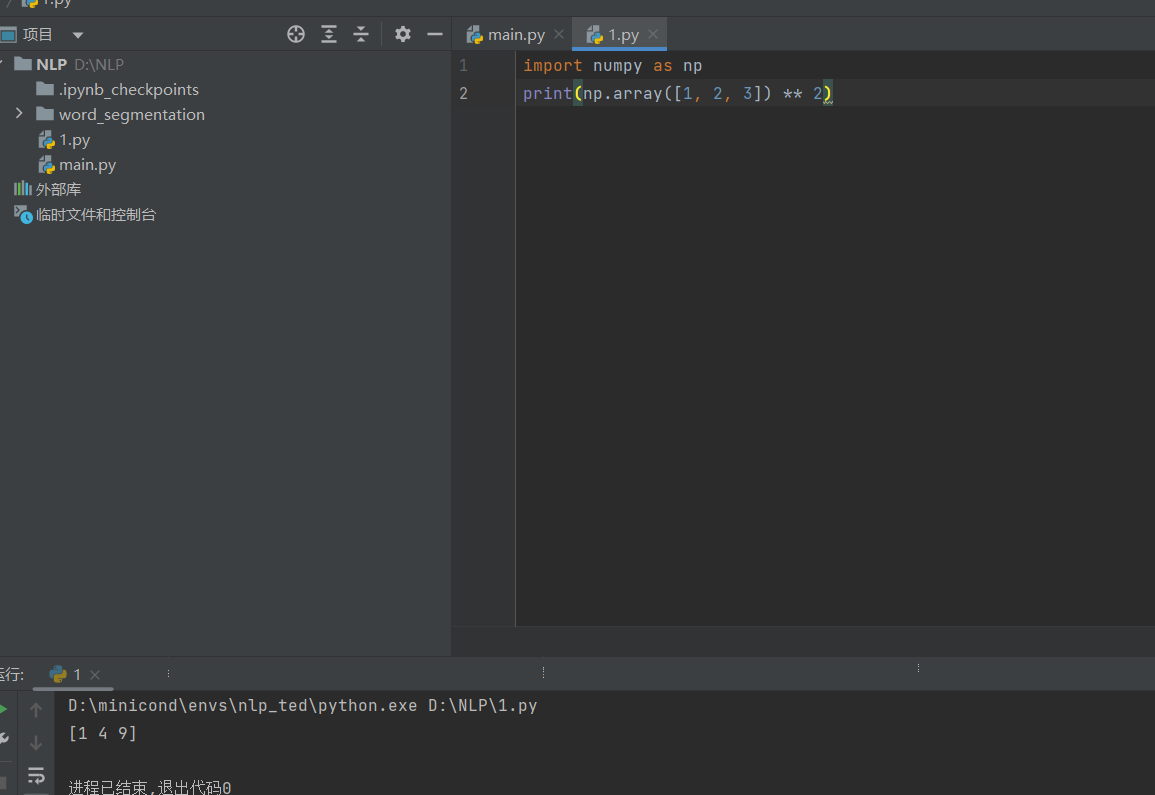 1.py
项目
main.py
1.py
NLP D:\NLP
.ipynb_checkpoints
word_segmentation
1.py
main.py
外部库
临时文件和控制台
1 import numpy as np
2 print(np.array([1, 2, 3]) ** 2)
运行: 1
D:\minicond\envs\nlp_ted\python.exe D:\NLP\1.py
[1 4 9]
进程已结束,退出代码0